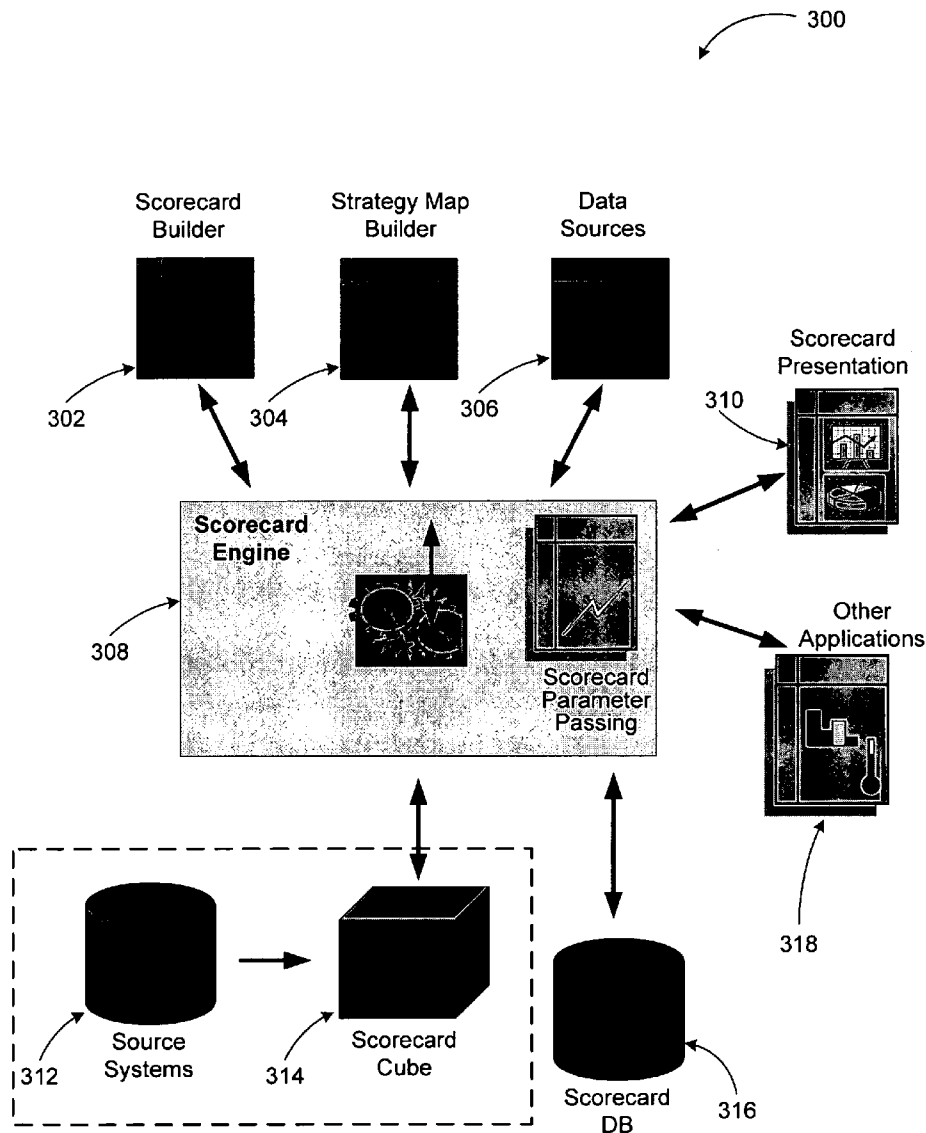 300
Scorecard
Builder
Strategy Map
Builder
Data
Sources
302
304
306
Scorecard
Presentation
310
Scorecard
Engine
308
Scorecard
Parameter
Passing
Other
Applications
318
312
Source
Systems
314
Scorecard
Cube
Scorecard
DB
316